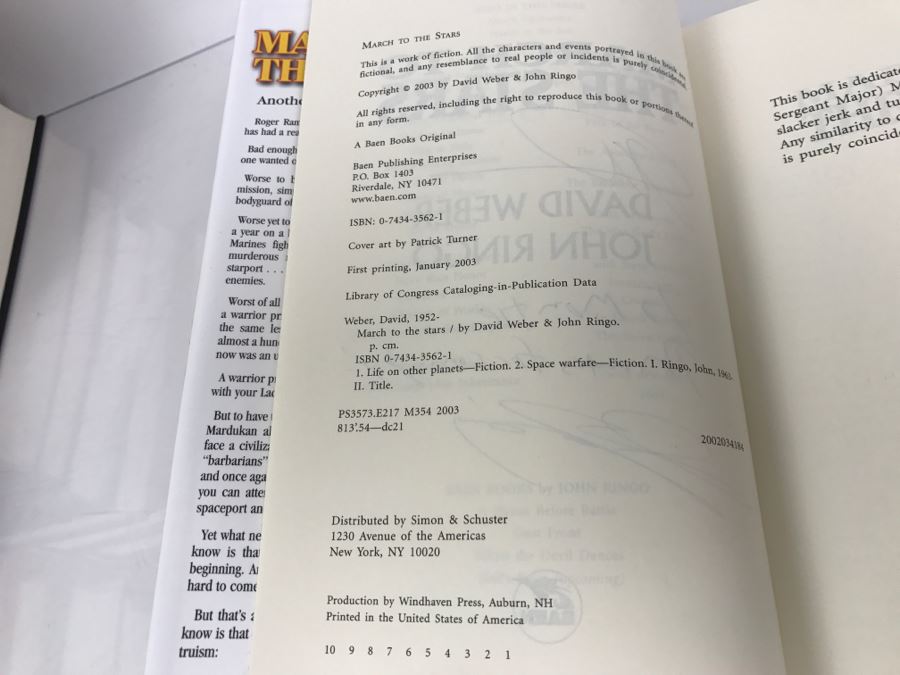 MA
TH
Anothe
Roger Ram
has had a rea
Bad enough
one wanted o
Worse to
mission, sim
bodyguard of
Worse yet to
a year on a
Marines figh
murderous
starport . . .
enemies.
Worst of all
a warrior pr
the same le
almost a hun
now was an u
A warrior p
with your Lad
But to have
Mardukan al
face a civiliz
"barbarians"
and once aga
you can atte
spaceport an
Yet what ne
know is tha
beginning. A
hard to come
But that's a
know is that
truism:
MARCH TO THE STARS
This is a work of fiction. All the characters and events portrayed in this book are
fictional, and any resemblance to real people or incidents is purely coincidental.
Copyright © 2003 by David Weber & John Ringo
All rights reserved, including the right to reproduce this book or portions thereof
in any form.
A Baen Books Original
Baen Publishing Enterprises
P.O. Box 1403
Riverdale, NY 10471
www.baen.com
ISBN: 0-7434-3562-1
Cover art by Patrick Turner
First printing, January 2003
Library of Congress Cataloging-in-Publication Data
Weber, David, 1952-
March to the stars / by David Weber & John Ringo.
p. cm.
ISBN 0-7434-3562-1
1. Life on other planets—Fiction. 2. Space warfare—Fiction. I. Ringo, John, 1963-
II. Title.
PS3573.E217 M354 2003
813'.54—dc21
2002034184
Distributed by Simon & Schuster
1230 Avenue of the Americas
New York, NY 10020
Production by Windhaven Press, Auburn, NH
Printed in the United States of America
10 9 8 7 6 5 4 3 2 1
This book is dedicate
Sergeant Major) M
slacker jerk and tu
Any similarity to
is purely coincid